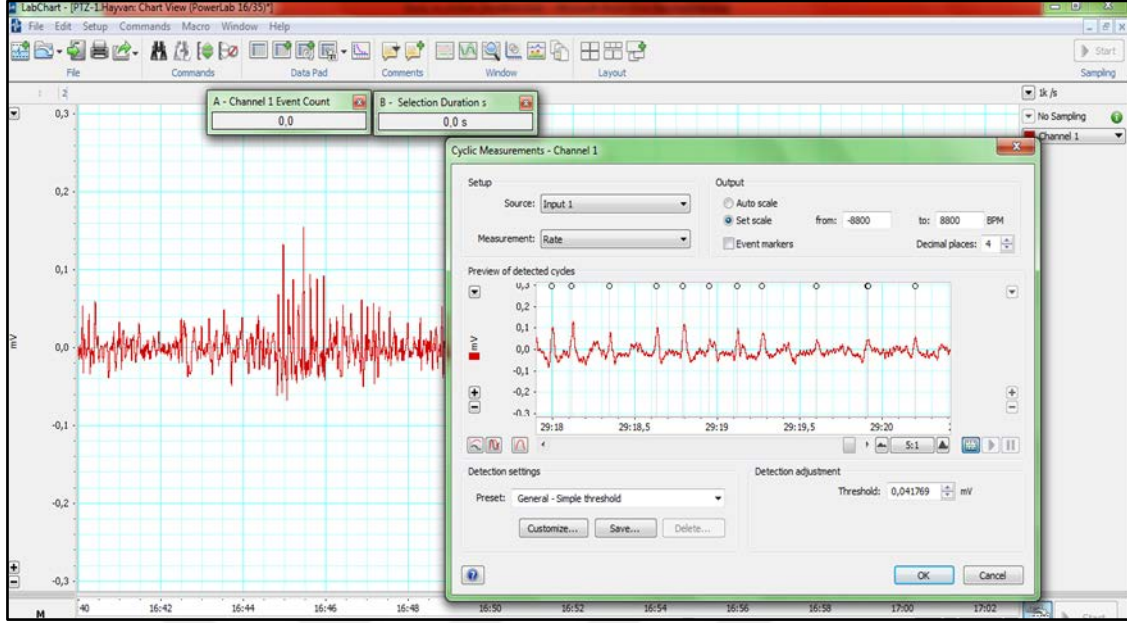 LabChart - [PTZ-1.Hayvan: Chart View (PowerLab 16/35)*]
File Edit Setup Commands Macro Window Help
File Commands Data Pad Comments Window Layout Start Sampling
2 1k /s
A - Channel 1 Event Count B - Selection Duration s
0,0 0,0 s
No Sampling
Channel 1
0,3
0,2
0,1
0,0
-0,1
-0,2
-0,3
mV
Cyclic Measurements - Channel 1
Setup Output
Source: Input 1 Auto scale
Set scale from: -8800 to: 8800 BPM
Measurement: Rate Event markers Decimal places: 4
Preview of detected cycles
0,3
0,2
0,1
0,0
-0,1
-0,2
-0,3
mV
29:18 29:18,5 29:19 29:19,5 29:20
5:1
Detection settings Detection adjustment
Preset: General - Simple threshold Threshold: 0,041769 mV
Customize... Save... Delete...
OK Cancel
M :40 16:42 16:44 16:46 16:48 16:50 16:52 16:54 16:56 16:58 17:00 17:02 Start